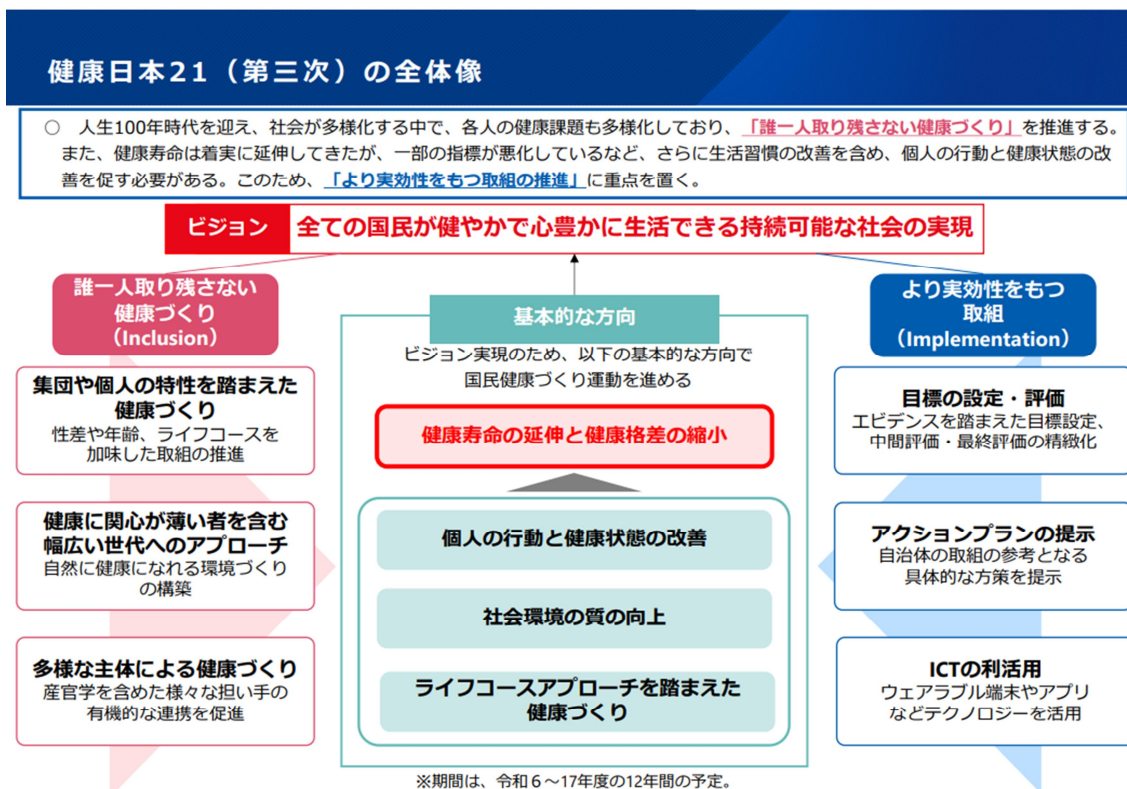 健康日本21（第三次）の全体像
○　人生100年時代を迎え、社会が多様化する中で、各人の健康課題も多様化しており、「誰一人取り残さない健康づくり」を推進する。
また、健康寿命は着実に延伸してきたが、一部の指標が悪化しているなど、さらに生活習慣の改善を含め、個人の行動と健康状態の改
善を促す必要がある。このため、「より実効性をもつ取組の推進」に重点を置く。
ビジョン　全ての国民が健やかで心豊かに生活できる持続可能な社会の実現
誰一人取り残さない
健康づくり
（Inclusion）
集団や個人の特性を踏まえた
健康づくり
性差や年齢、ライフコースを
加味した取組の推進
健康に関心が薄い者を含む
幅広い世代へのアプローチ
自然に健康になれる環境づくり
の構築
多様な主体による健康づくり
産官学を含めた様々な担い手の
有機的な連携を促進
基本的な方向
ビジョン実現のため、以下の基本的な方向で
国民健康づくり運動を進める
健康寿命の延伸と健康格差の縮小
個人の行動と健康状態の改善
社会環境の質の向上
ライフコースアプローチを踏まえた
健康づくり
※期間は、令和６～17年度の12年間の予定。
より実効性をもつ
取組
（Implementation）
目標の設定・評価
エビデンスを踏まえた目標設定、
中間評価・最終評価の精緻化
アクションプランの提示
自治体の取組の参考となる
具体的な方策を提示
ICTの利活用
ウェアラブル端末やアプリ
などテクノロジーを活用